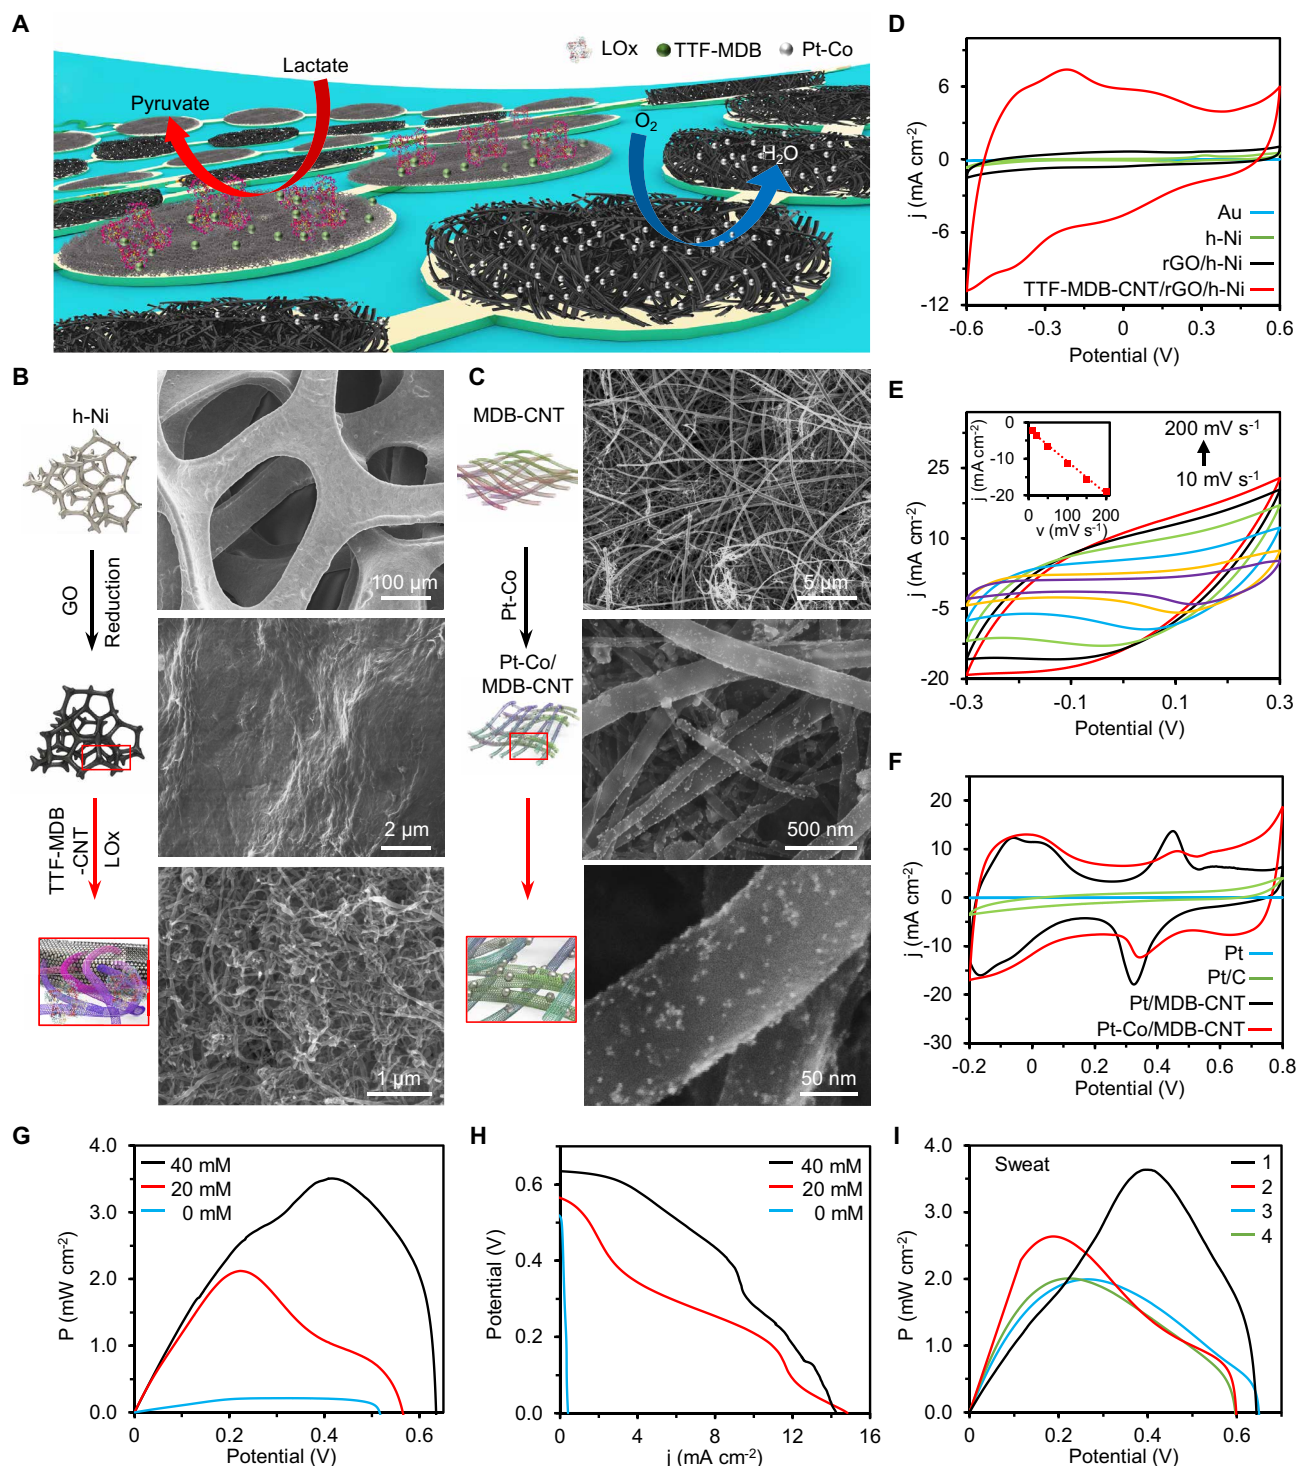 A
LOx
TTF-MDB
Pt-Co
Lactate
Pyruvate
O2
H2O
B
h-Ni
GO
Reduction
TTF-MDB
-CNT
LOx
100 μm
2 μm
1 μm
C
MDB-CNT
Pt-Co
Pt-Co/
MDB-CNT
5 μm
500 nm
50 nm
D
j (mA cm-2)
6
0
-6
-12
Au
h-Ni
rGO/h-Ni
TTF-MDB-CNT/rGO/h-Ni
-0.6
-0.3
0
0.3
0.6
Potential (V)
E
j (mA cm-2)
25
10
-5
-20
j (mA cm-2)
0
-10
-20
0
100
200
v (mV s-1)
200 mV s-1
10 mV s-1
-0.3
-0.1
0.1
0.3
Potential (V)
F
j (mA cm-2)
20
10
0
-10
-20
-30
Pt
Pt/C
Pt/MDB-CNT
Pt-Co/MDB-CNT
-0.2
0
0.2
0.4
0.6
0.8
Potential (V)
G
P (mW cm-2)
4.0
3.0
2.0
1.0
0.0
40 mM
20 mM
0 mM
0.0
0.2
0.4
0.6
Potential (V)
H
Potential (V)
0.6
0.4
0.2
0.0
40 mM
20 mM
0 mM
0
4
8
12
16
j (mA cm-2)
I
P (mW cm-2)
4.0
3.0
2.0
1.0
0.0
Sweat
1
2
3
4
0.0
0.2
0.4
0.6
Potential (V)